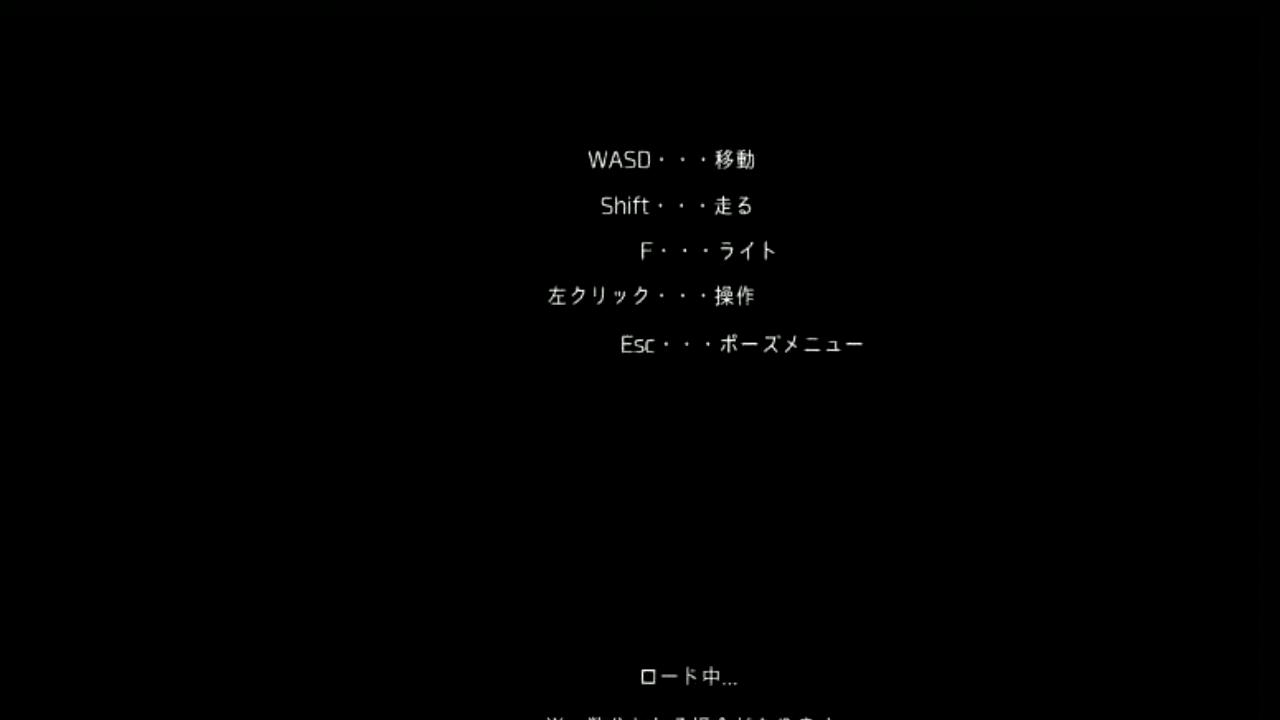 WASD・・・移動
Shift・・・走る
F・・・ライト
左クリック・・・操作
Esc・・・ポーズメニュー
ロード中...